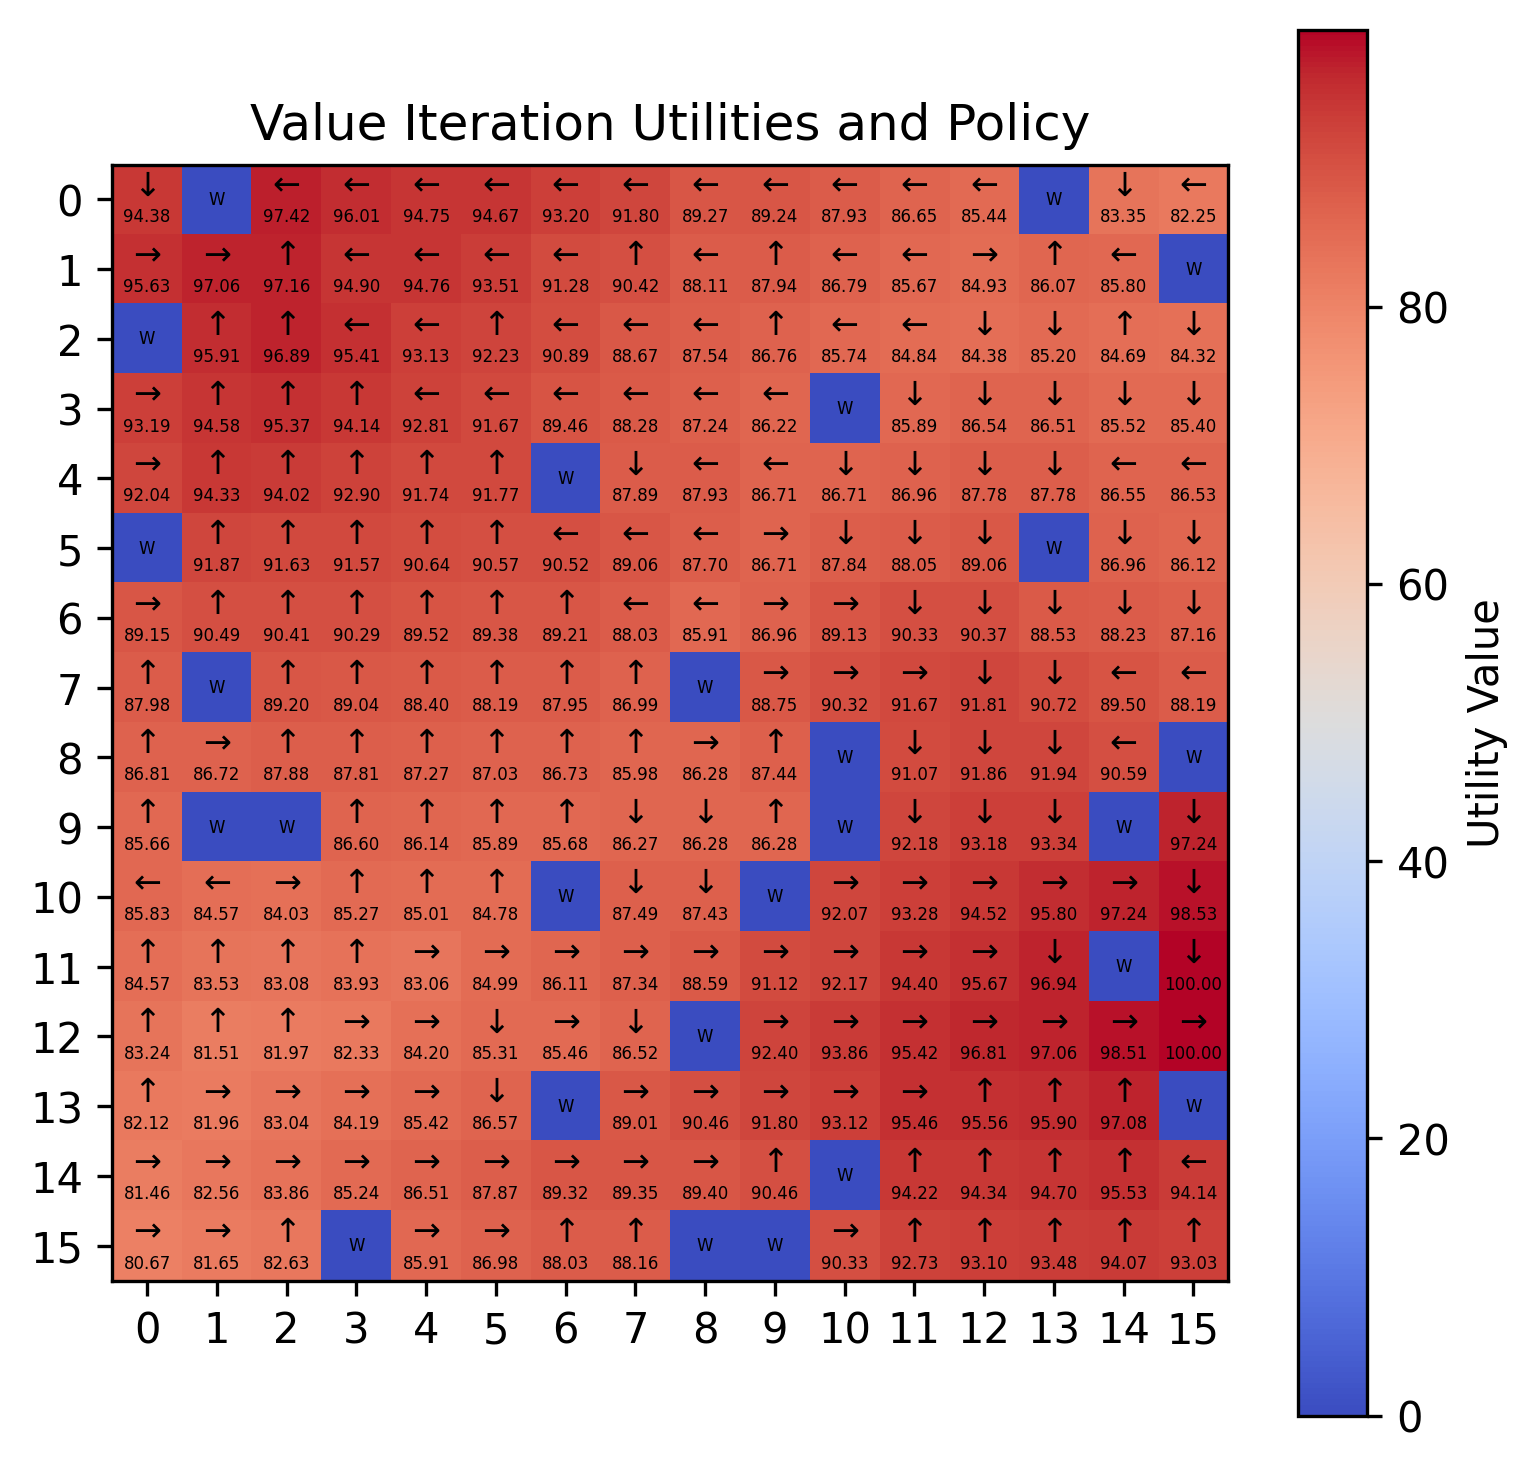 Value Iteration Utilities and Policy
0 ↓ W ← ← ← ← ← ← ← ← ← ← ← W ↓ ←
94.38 97.42 96.01 94.75 94.67 93.20 91.80 89.27 89.24 87.93 86.65 85.44 83.35 82.25
1 → → ↑ ← ← ← ← ↑ ← ↑ ← ← → ↑ ← W
95.63 97.06 97.16 94.90 94.76 93.51 91.28 90.42 88.11 87.94 86.79 85.67 84.93 86.07 85.80
2 W ↑ ↑ ← ← ↑ ← ← ← ↑ ← ← ↓ ↓ ↑ ↓
95.91 96.89 95.41 93.13 92.23 90.89 88.67 87.54 86.76 85.74 84.84 84.38 85.20 84.69 84.32
3 → ↑ ↑ ↑ ← ← ← ← ← ← W ↓ ↓ ↓ ↓ ↓
93.19 94.58 95.37 94.14 92.81 91.67 89.46 88.28 87.24 86.22 85.89 86.54 86.51 85.52 85.40
4 → ↑ ↑ ↑ ↑ ↑ W ↓ ← ← ↓ ↓ ↓ ↓ ← ←
92.04 94.33 94.02 92.90 91.74 91.77 87.89 87.93 86.71 86.71 86.96 87.78 87.78 86.55 86.53
5 W ↑ ↑ ↑ ↑ ↑ ← ← ← → ↓ ↓ ↓ W ↓ ↓
91.87 91.63 91.57 90.64 90.57 90.52 89.06 87.70 86.71 87.84 88.05 89.06 86.96 86.12
6 → ↑ ↑ ↑ ↑ ↑ ↑ ← ← → → ↓ ↓ ↓ ↓ ↓
89.15 90.49 90.41 90.29 89.52 89.38 89.21 88.03 85.91 86.96 89.13 90.33 90.37 88.53 88.23 87.16
7 ↑ W ↑ ↑ ↑ ↑ ↑ ↑ W → → → ↓ ↓ ← ←
87.98 89.20 89.04 88.40 88.19 87.95 86.99 88.75 90.32 91.67 91.81 90.72 89.50 88.19
8 ↑ → ↑ ↑ ↑ ↑ ↑ ↑ → ↑ W ↓ ↓ ↓ ← W
86.81 86.72 87.88 87.81 87.27 87.03 86.73 85.98 86.28 87.44 91.07 91.86 91.94 90.59
9 ↑ W W ↑ ↑ ↑ ↑ ↓ ↓ ↑ W ↓ ↓ ↓ W ↓
85.66 86.60 86.14 85.89 85.68 86.27 86.28 86.28 92.18 93.18 93.34 97.24
10 ← ← → ↑ ↑ ↑ W ↓ ↓ W → → → → → ↓
85.83 84.57 84.03 85.27 85.01 84.78 87.49 87.43 92.07 93.28 94.52 95.80 97.24 98.53
11 ↑ ↑ ↑ ↑ → → → → → → → → → ↓ W ↓
84.57 83.53 83.08 83.93 83.06 84.99 86.11 87.34 88.59 91.12 92.17 94.40 95.67 96.94 100.00
12 ↑ ↑ ↑ → → ↓ → ↓ W → → → → → → →
83.24 81.51 81.97 82.33 84.20 85.31 85.46 86.52 92.40 93.86 95.42 96.81 97.06 98.51 100.00
13 ↑ → → → → ↓ W → → → → → ↑ ↑ ↑ W
82.12 81.96 83.04 84.19 85.42 86.57 89.01 90.46 91.80 93.12 95.46 95.56 95.90 97.08
14 → → → → → → → → → ↑ W ↑ ↑ ↑ ↑ ←
81.46 82.56 83.86 85.24 86.51 87.87 89.32 89.35 89.40 90.46 94.22 94.34 94.70 95.53 94.14
15 → → ↑ W → → ↑ ↑ W W → ↑ ↑ ↑ ↑ ↑
80.67 81.65 82.63 85.91 86.98 88.03 88.16 90.33 92.73 93.10 93.48 94.07 93.03
0 1 2 3 4 5 6 7 8 9 10 11 12 13 14 15
80
60
40
20
0
Utility Value